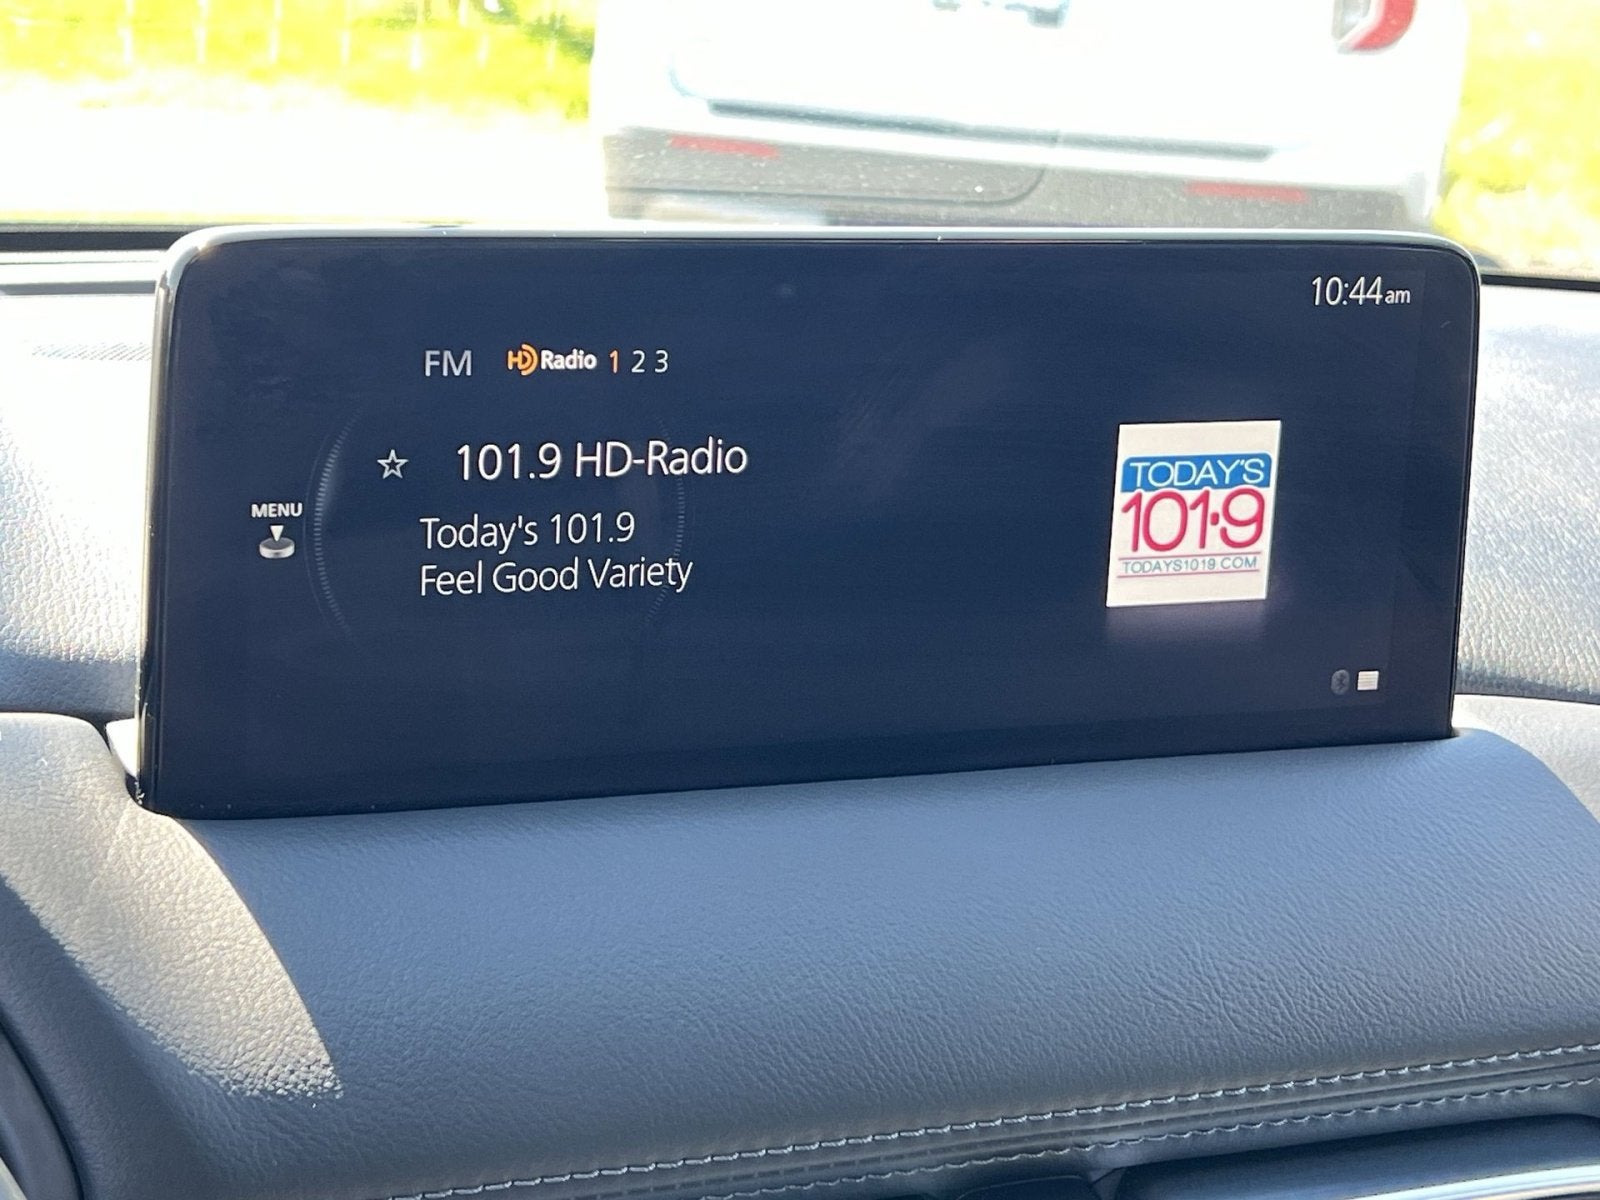 10:44am
FM HD Radio 1 2 3
101.9 HD-Radio
MENU
Today's 101.9
Feel Good Variety
TODAY'S
101.9
TODAYS1019.COM